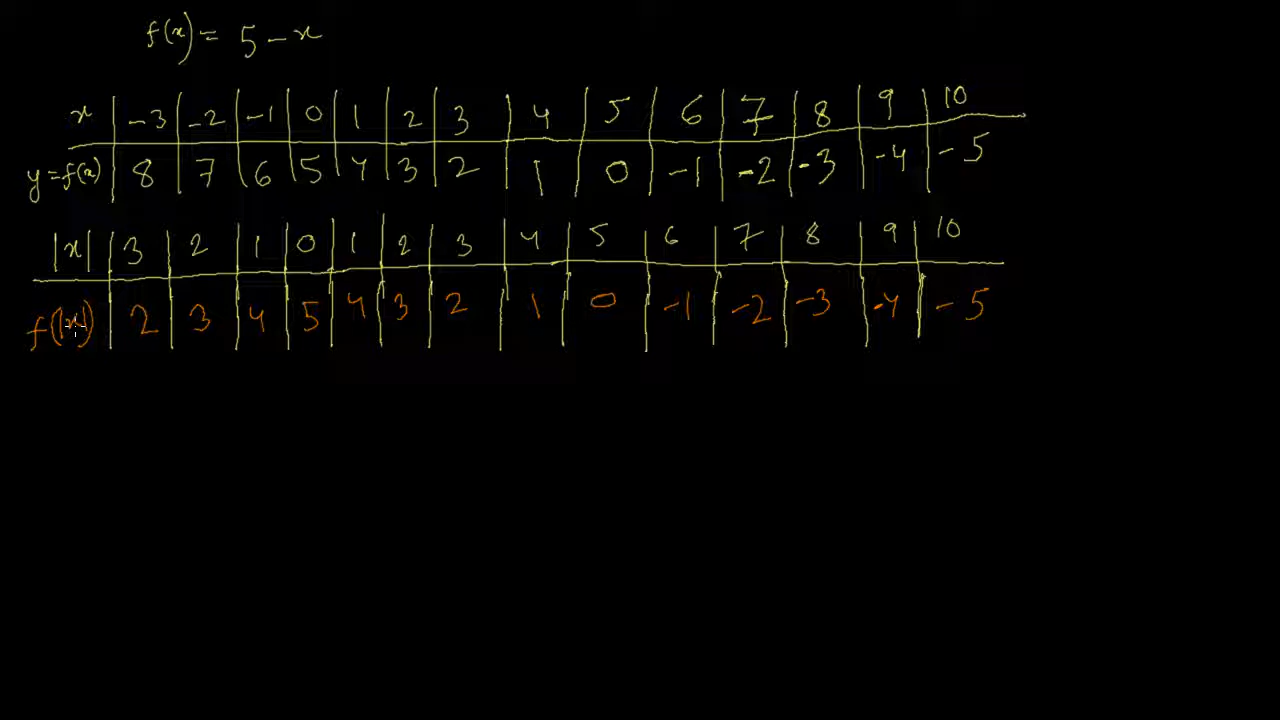 f(x) = 5 - x
x | -3 | -2 | -1 | 0 | 1 | 2 | 3 | 4 | 5 | 6 | 7 | 8 | 9 | 10
y = f(x) | 8 | 7 | 6 | 5 | 4 | 3 | 2 | 1 | 0 | -1 | -2 | -3 | -4 | -5
|x| | 3 | 2 | 1 | 0 | 1 | 2 | 3 | 4 | 5 | 6 | 7 | 8 | 9 | 10
f(|x|) | 2 | 3 | 4 | 5 | 4 | 3 | 2 | 1 | 0 | -1 | -2 | -3 | -4 | -5